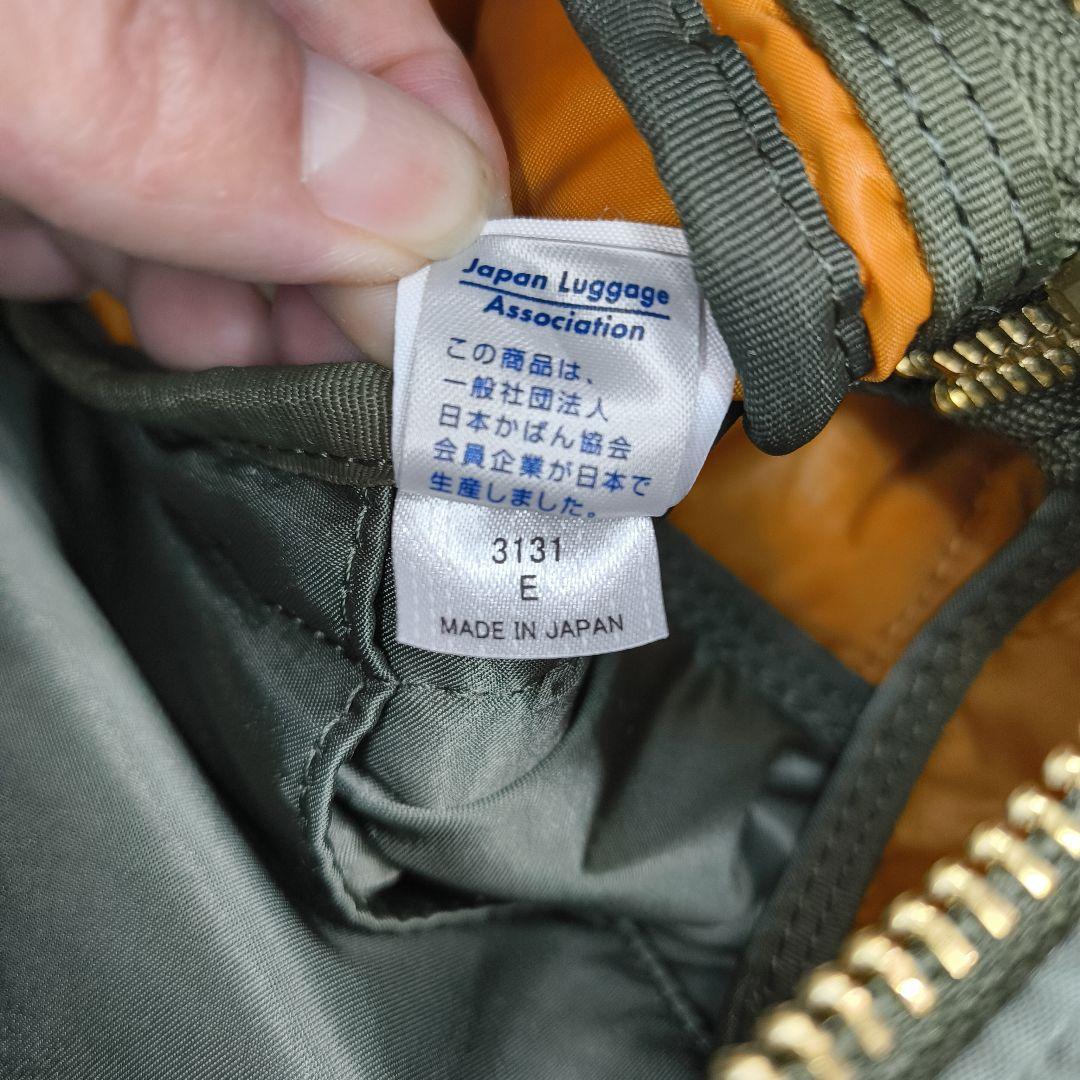 Japan Luggage
Association
この商品は、
一般社団法人
日本かばん協会
会員企業が日本で
生産しました。
3131
E
MADE IN JAPAN